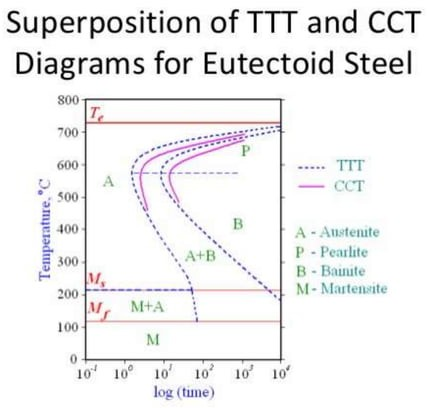 Superposition of TTT and CCT
Diagrams for Eutectoid Steel
800
Te
700
P
600
TTT
A
CCT
500
Temperature, °C
400
B
A - Austenite
P - Pearlite
300
A+B
B - Bainite
Ms
M - Martensite
200
Mf
M+A
100
M
0
10⁻¹ 10⁰ 10¹ 10² 10³ 10⁴
log (time)